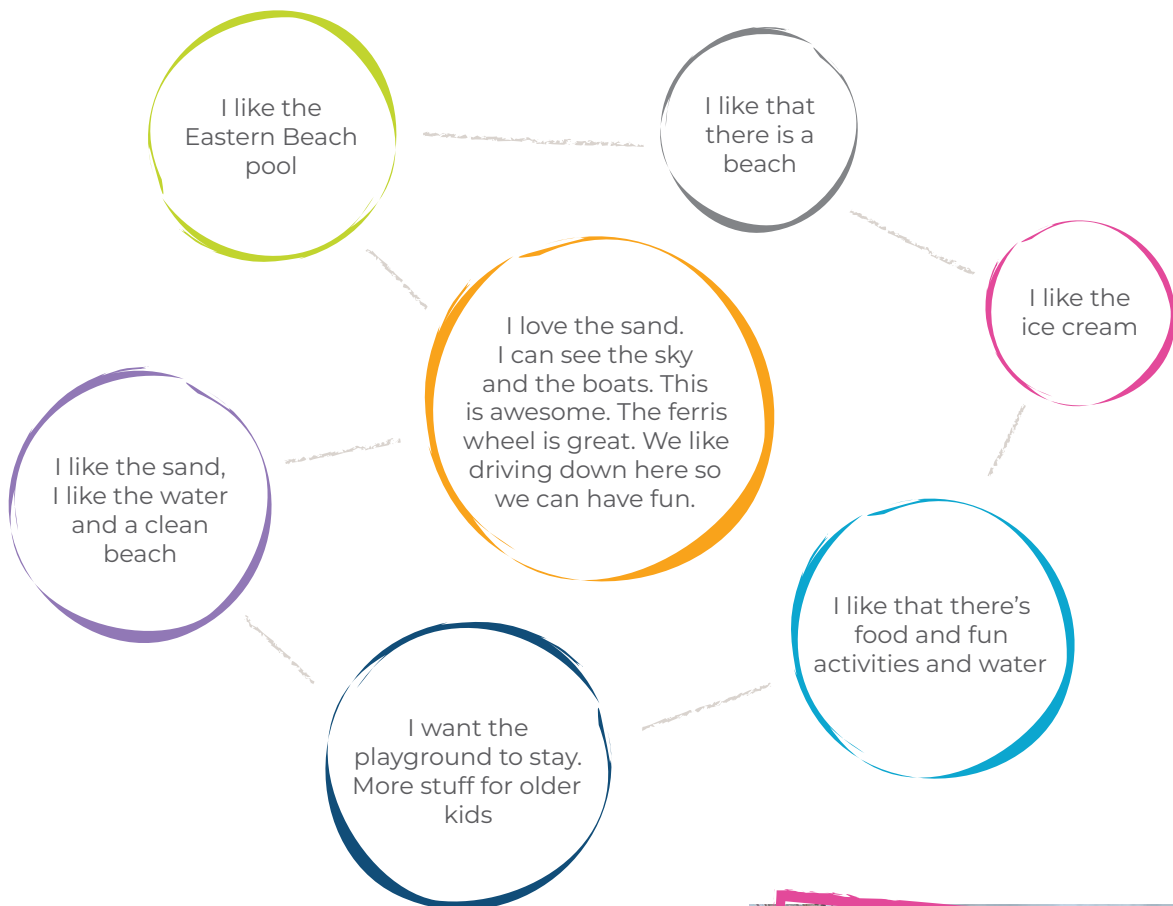 I like the
Eastern Beach
pool
I like that
there is a
beach
I like the
ice cream
I love the sand.
I can see the sky
and the boats. This
is awesome. The ferris
wheel is great. We like
driving down here so
we can have fun.
I like the sand,
I like the water
and a clean
beach
I like that there’s
food and fun
activities and water
I want the
playground to stay.
More stuff for older
kids